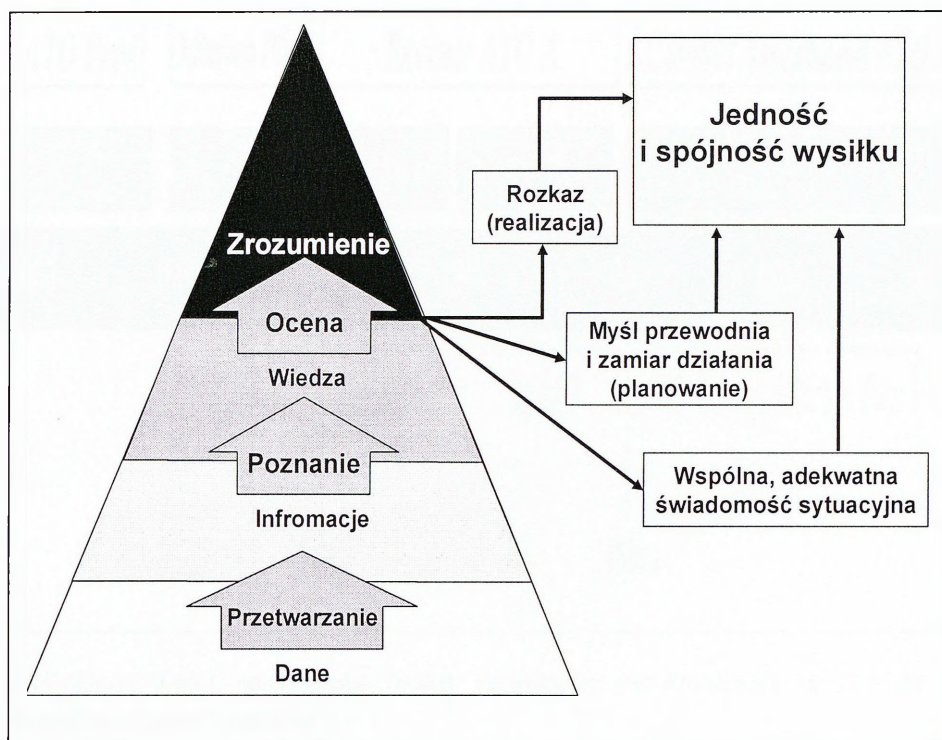 Jedność
i spójność wysiłku
Rozkaz
(realizacja)
Zrozumienie
Ocena
Myśl przewodnia
i zamiar działania
(planowanie)
Wiedza
Poznanie
Wspólna, adekwatna
świadomość sytuacyjna
Infromacje
Przetwarzanie
Dane